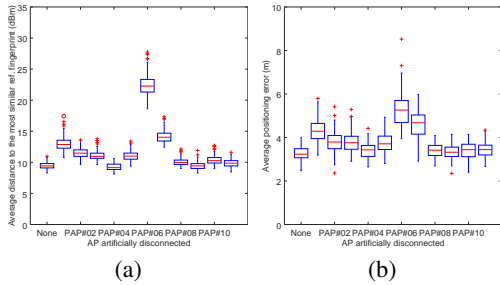 Average distance to the most similar ref. fingerprint (dBm)
35
30
25
20
15
10
5
0
None PAP#02 PAP#04 PAP#06 PAP#08 PAP#10
AP artificially disconnected
(a)
Average positioning error (m)
10
8
6
4
2
0
None PAP#02 PAP#04 PAP#06 PAP#08 PAP#10
AP artificially disconnected
(b)